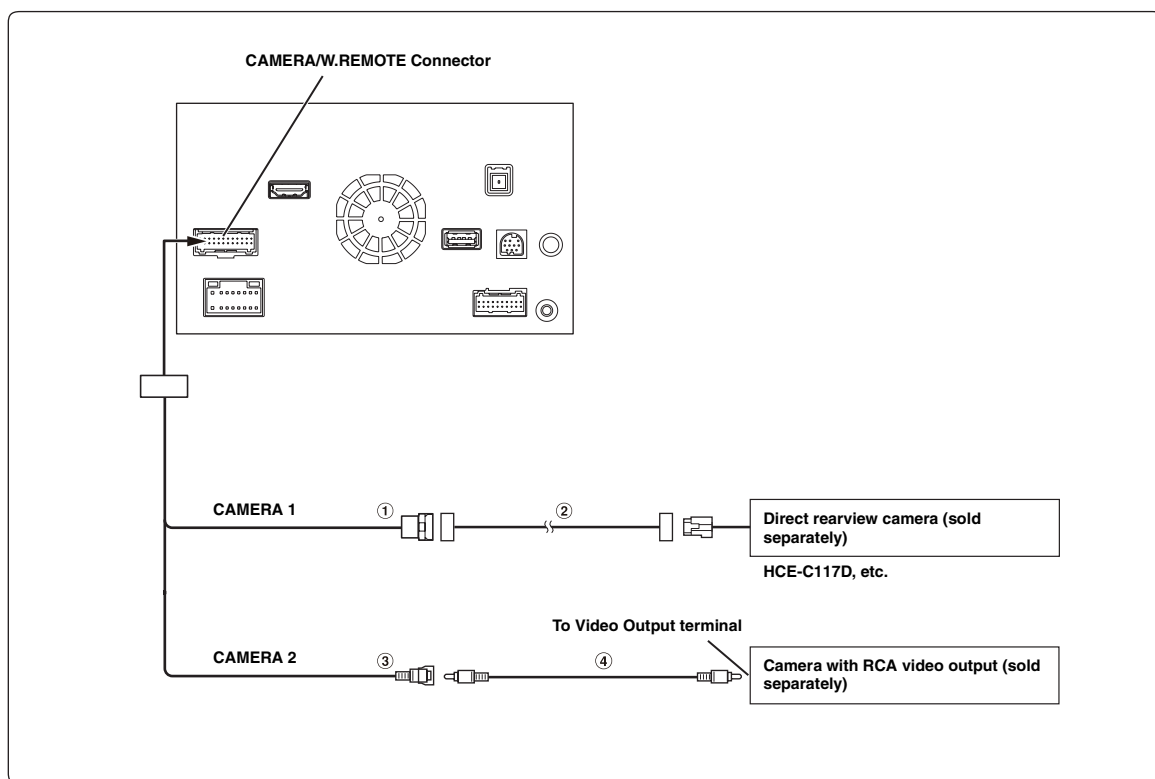 CAMERA/W.REMOTE Connector
CAMERA 1
①
②
Direct rearview camera (sold
separately)
HCE-C117D, etc.
To Video Output terminal
CAMERA 2
③
④
Camera with RCA video output (sold
separately)